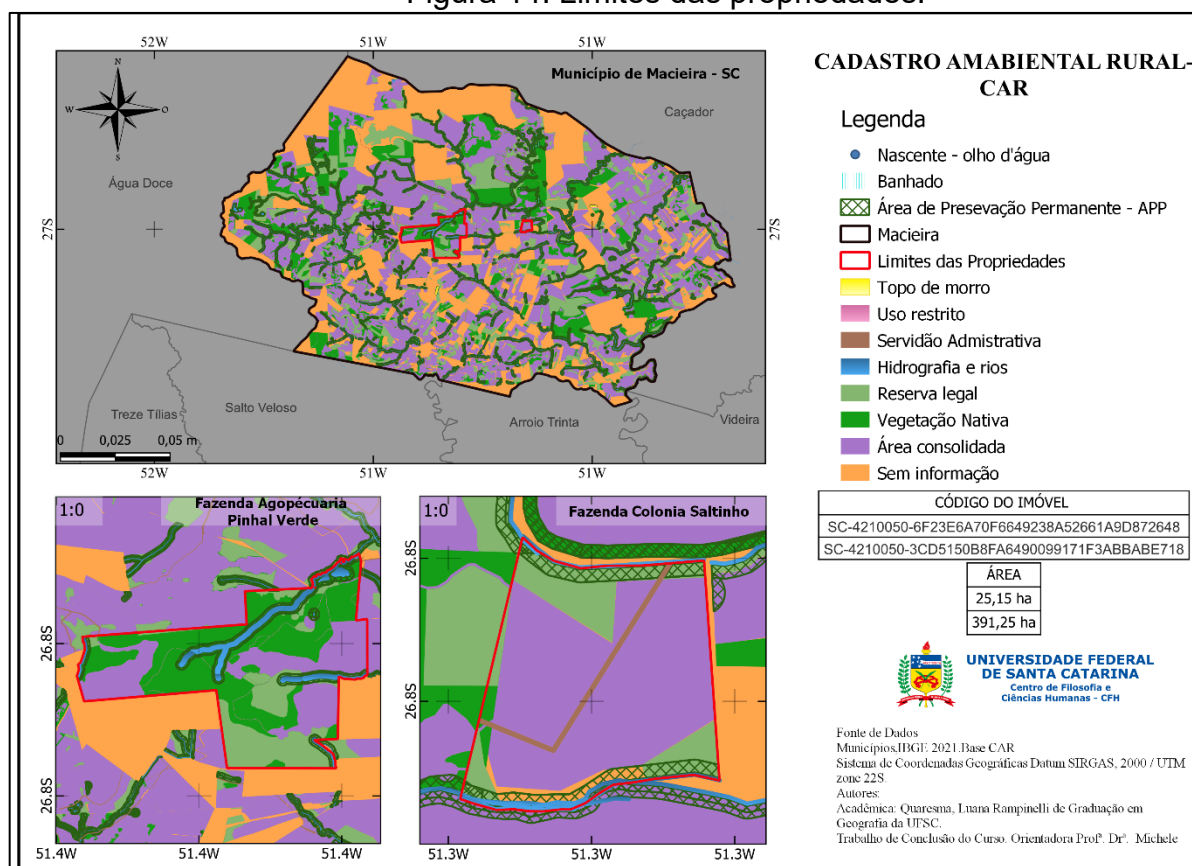 Figura 11. Limites das propriedades.
52W
51W
51W
Município de Macieira - SC
N
W
O
S
Caçador
Água Doce
27S
27S
Treze Tílias
Salto Veloso
Arroio Trinta
Videira
0
0,025
0,05 m
52W
51W
51W
1:0
Fazenda Agopécuaria
Pinhal Verde
26.8S
26.8S
51.4W
51.4W
51.4W
1:0
Fazenda Colonia Saltinho
26.8S
26.8S
51.3W
51.3W
51.3W
CADASTRO AMABIENTAL RURAL-
CAR
Legenda
Nascente - olho d'água
Banhado
Área de Presevação Permanente - APP
Macieira
Limites das Propriedades
Topo de morro
Uso restrito
Servidão Admistrativa
Hidrografia e rios
Reserva legal
Vegetação Nativa
Área consolidada
Sem informação
CÓDIGO DO IMÓVEL
SC-4210050-6F23E6A70F6649238A52661A9D872648
SC-4210050-3CD5150B8FA6490099171F3ABBABE718
ÁREA
25,15 ha
391,25 ha
UNIVERSIDADE FEDERAL
DE SANTA CATARINA
Centro de Filosofia e
Ciências Humanas - CFH
Fonte de Dados
Municípios,IBGE 2021.Base CAR
Sistema de Coordenadas Geográficas Datum SIRGAS, 2000 / UTM
zone 22S.
Autores:
Acadêmica: Quaresma, Luana Rampinelli de Graduação em
Geografia da UFSC.
Trabalho de Conclusão do Curso. Orientadora Profª. Drª. Michele